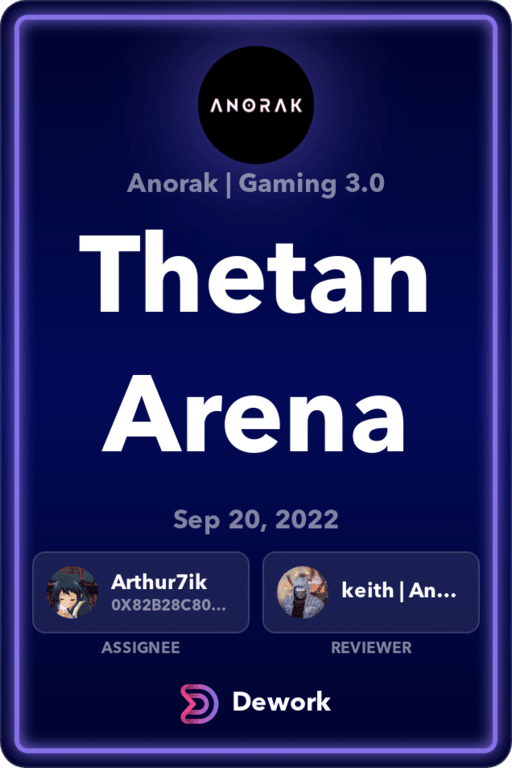 ANORAK
Anorak | Gaming 3.0
Thetan
Arena
Sep 20, 2022
Arthur7ik
0X82B28C80...
ASSIGNEE
keith | An...
REVIEWER
Dework